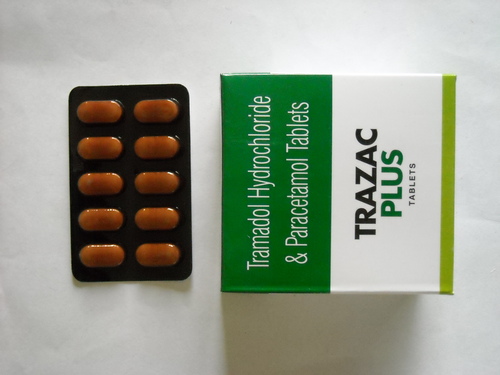 Tramadol Hydrochloride
& Paracetamol Tablets
TRAZAC
PLUS
TABLETS